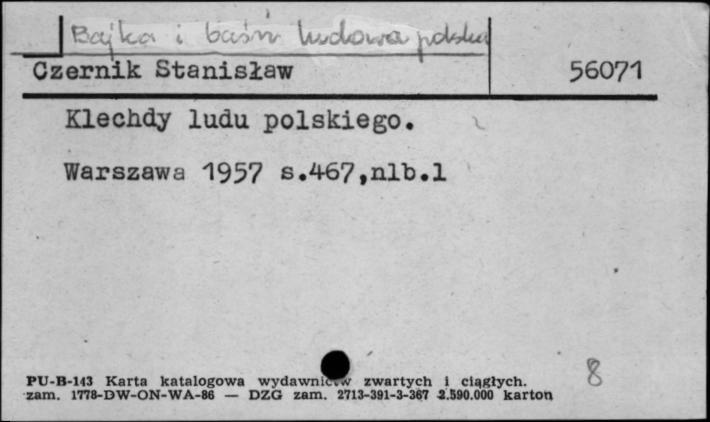 Bajka i baśń ludowa polska
Czernik Stanisław 56071
Klechdy ludu polskiego.
Warszawa 1957 s.467,nlb.1
8
PU-B-143 Karta katalogowa wydawnictw zwartych i ciągłych.
zam. 1778-DW-ON-WA-86 — DZG zam. 2713-391-3-367 2.590.000 karton